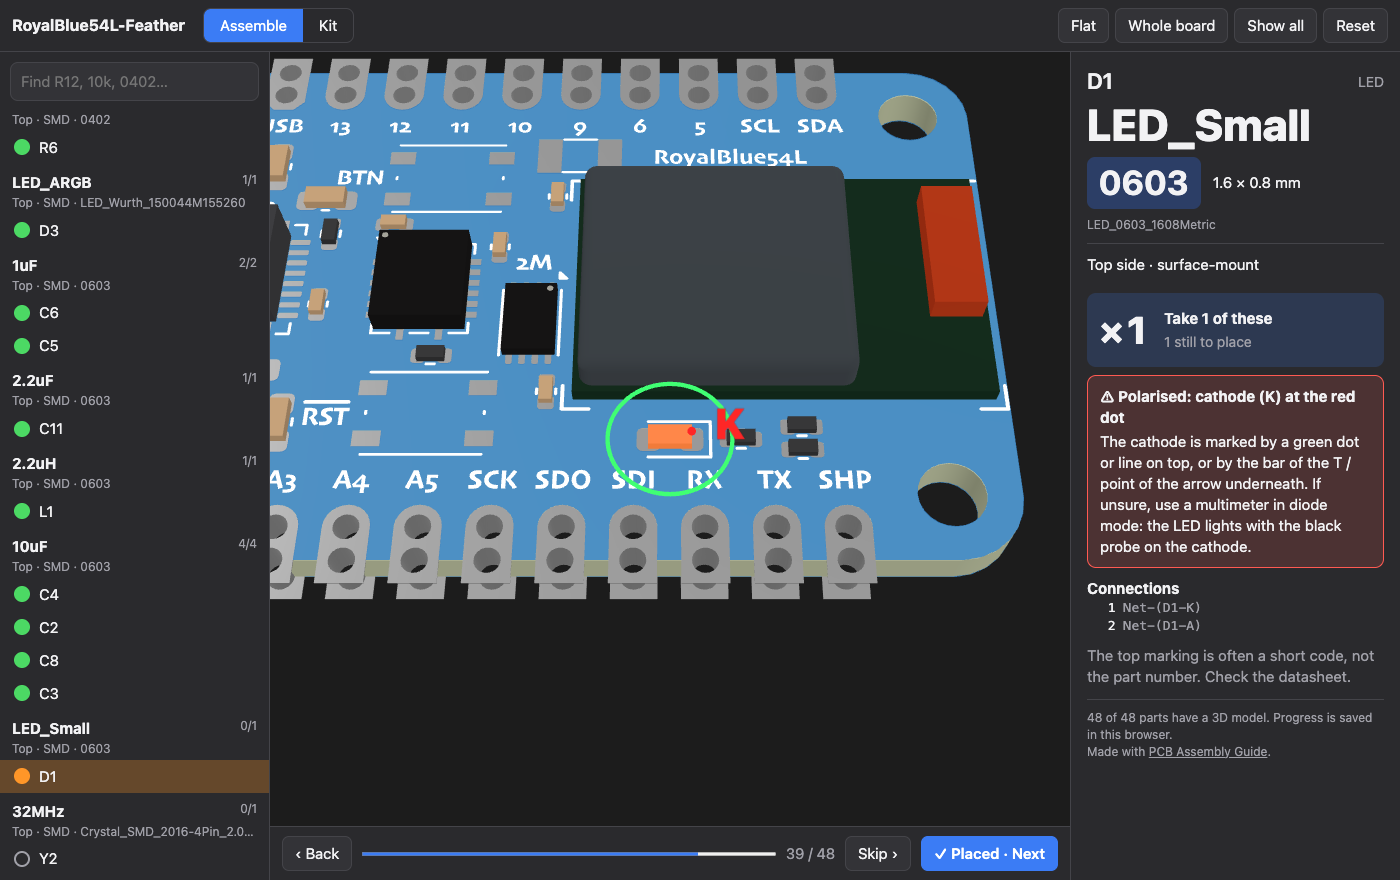 RoyalBlue54L-Feather
Assemble
Kit
Flat
Whole board
Show all
Reset
Find R12, 10k, 0402...
Top · SMD · 0402
R6
LED_ARGB
1/1
Top · SMD · LED_Wurth_150044M155260
D3
1uF
2/2
Top · SMD · 0603
C6
C5
2.2uF
1/1
Top · SMD · 0603
C11
2.2uH
1/1
Top · SMD · 0603
L1
10uF
4/4
Top · SMD · 0603
C4
C2
C8
C3
LED_Small
0/1
Top · SMD · 0603
D1
32MHz
0/1
Top · SMD · Crystal_SMD_2016-4Pin_2.0...
Y2
USB 13 12 11 10 9 6 5 SCL SDA
RoyalBlue54L
BTN
2M
RST
K
A3 A4 A5 SCK SDO SDI RX TX SHP
‹ Back
39 / 48
Skip ›
✓ Placed · Next
D1
LED
LED_Small
0603
1.6 × 0.8 mm
LED_0603_1608Metric
Top side · surface-mount
×1
Take 1 of these
1 still to place
⚠ Polarised: cathode (K) at the red
dot
The cathode is marked by a green dot
or line on top, or by the bar of the T /
point of the arrow underneath. If
unsure, use a multimeter in diode
mode: the LED lights with the black
probe on the cathode.
Connections
1 Net-(D1-K)
2 Net-(D1-A)
The top marking is often a short code, not
the part number. Check the datasheet.
48 of 48 parts have a 3D model. Progress is saved
in this browser.
Made with PCB Assembly Guide.